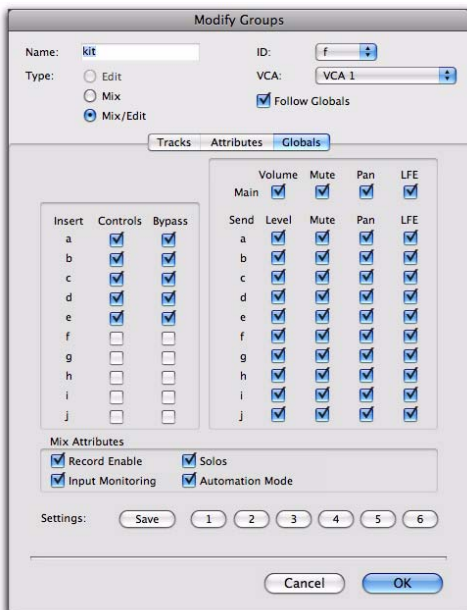 Modify Groups
Name: kit ID: f
Type: Edit VCA: VCA 1
Mix Follow Globals
Mix/Edit
Tracks Attributes Globals
Volume Mute Pan LFE
Main
Insert Controls Bypass Send Level Mute Pan LFE
a a
b b
c c
d d
e e
f f
g g
h h
i i
j j
Mix Attributes
Record Enable Solos
Input Monitoring Automation Mode
Settings: Save 1 2 3 4 5 6
Cancel OK